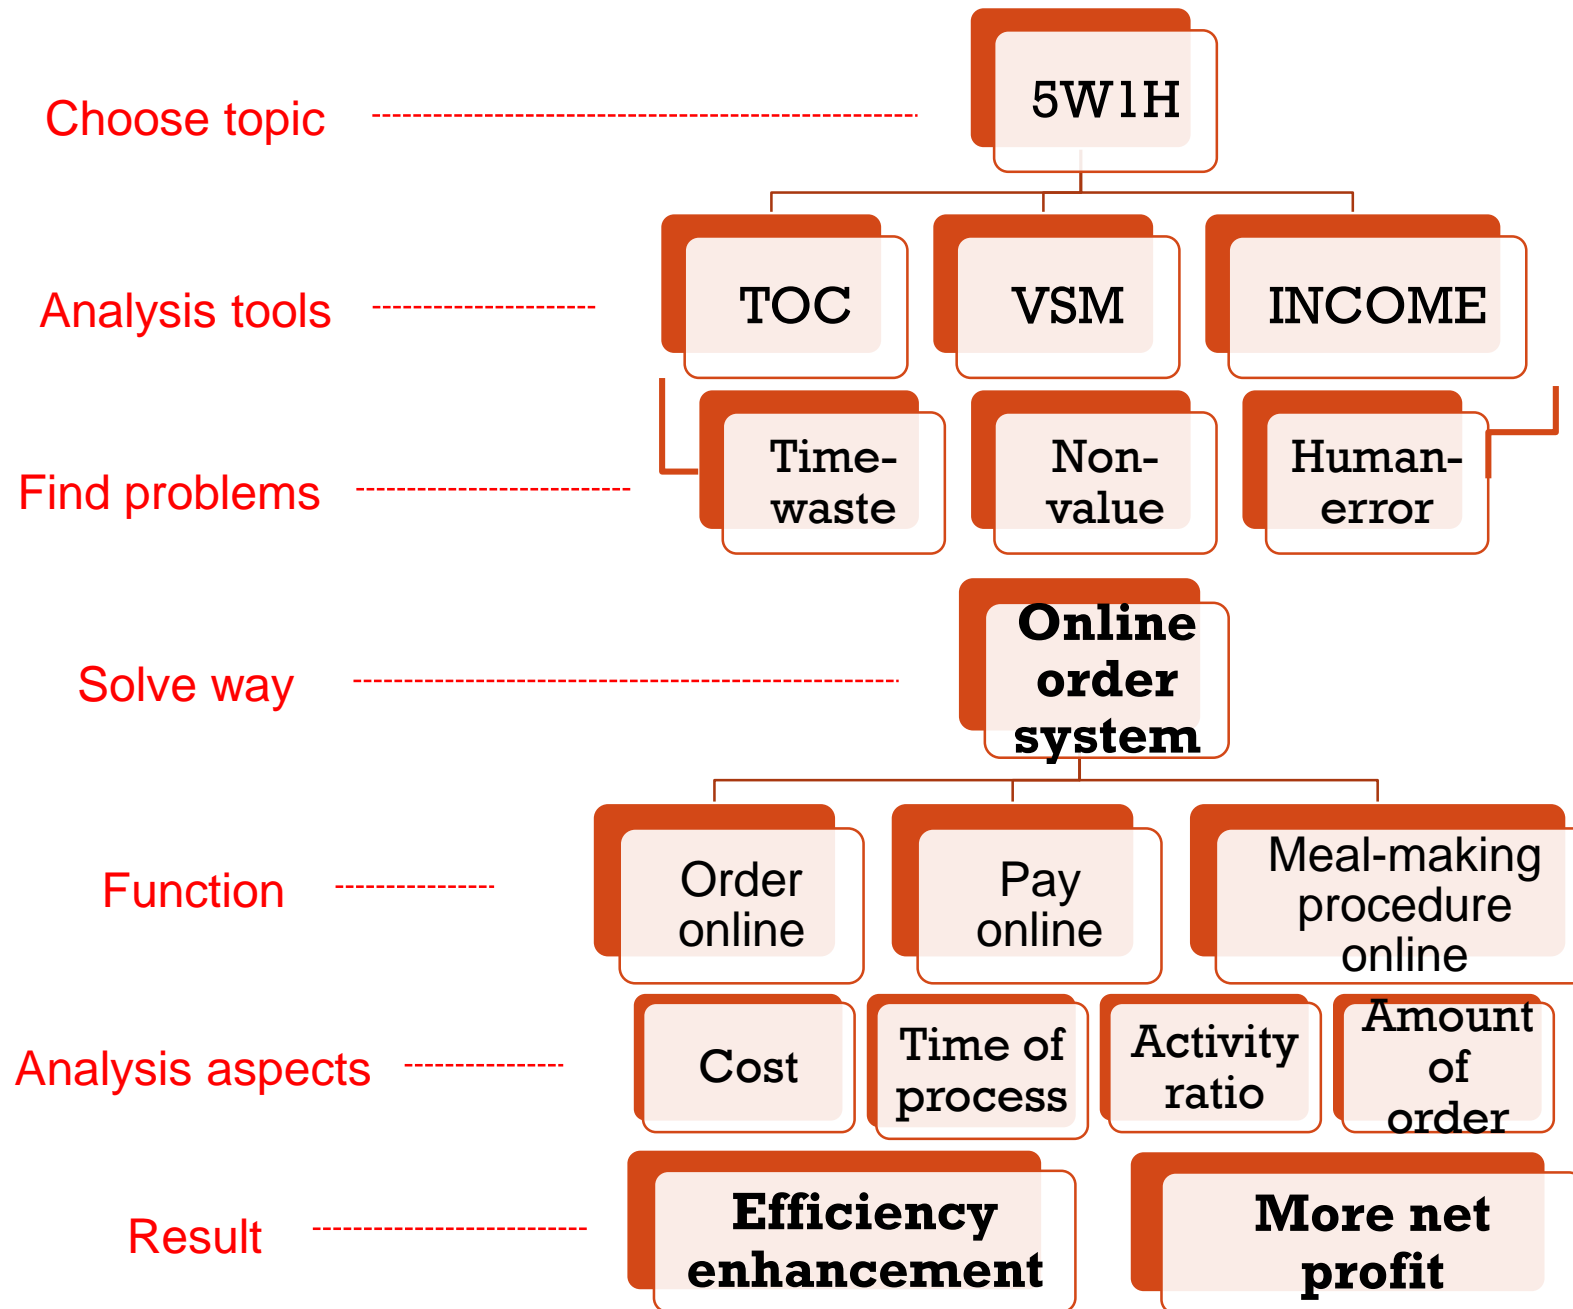 Choose topic
5W1H
Analysis tools
TOC
VSM
INCOME
Find problems
Time-
waste
Non-
value
Human-
error
Solve way
Online
order
system
Function
Order
online
Pay
online
Meal-making
procedure
online
Analysis aspects
Cost
Time of
process
Activity
ratio
Amount
of
order
Result
Efficiency
enhancement
More net
profit